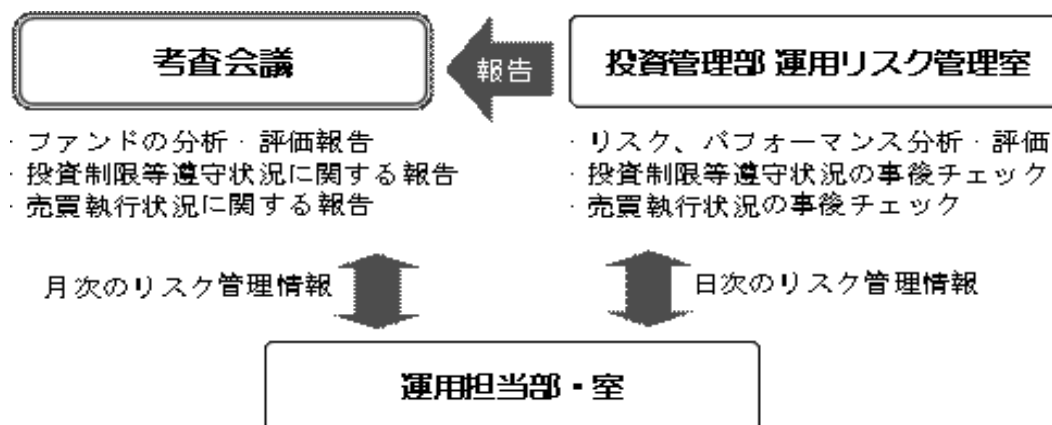 考査会議
報告
投資管理部 運用リスク管理室
・ファンドの分析・評価報告
・投資制限等遵守状況に関する報告
・売買執行状況に関する報告
・リスク、パフォーマンス分析・評価
・投資制限等遵守状況の事後チェック
・売買執行状況の事後チェック
月次のリスク管理情報
日次のリスク管理情報
運用担当部・室